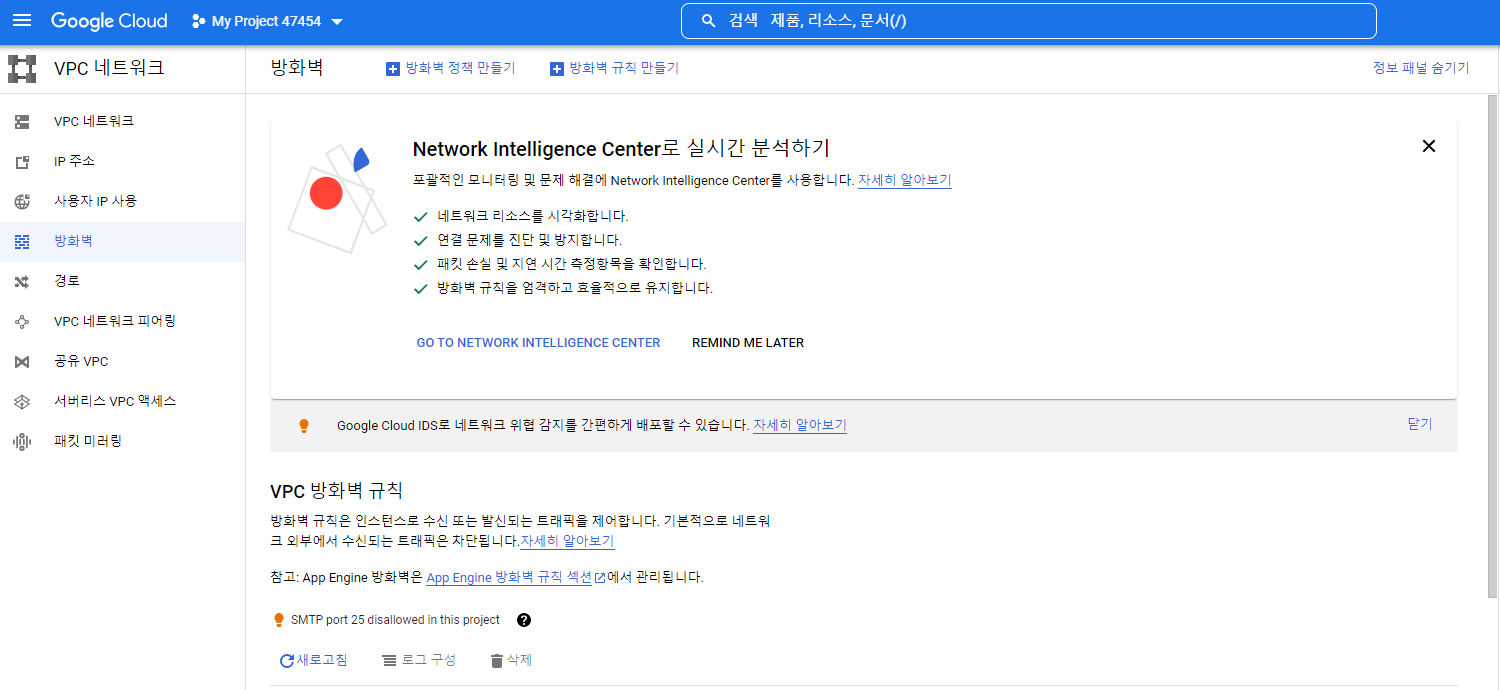 Google Cloud
My Project 47454
검색 제품, 리소스, 문서(/)
VPC 네트워크
방화벽
방화벽 정책 만들기
방화벽 규칙 만들기
정보 패널 숨기기
VPC 네트워크
IP 주소
사용자 IP 사용
방화벽
경로
VPC 네트워크 피어링
공유 VPC
서버리스 VPC 액세스
패킷 미러링
Network Intelligence Center로 실시간 분석하기
포괄적인 모니터링 및 문제 해결에 Network Intelligence Center를 사용합니다. 자세히 알아보기
네트워크 리소스를 시각화합니다.
연결 문제를 진단 및 방지합니다.
패킷 손실 및 지연 시간 측정항목을 확인합니다.
방화벽 규칙을 엄격하고 효율적으로 유지합니다.
GO TO NETWORK INTELLIGENCE CENTER
REMIND ME LATER
Google Cloud IDS로 네트워크 위협 감지를 간편하게 배포할 수 있습니다. 자세히 알아보기
닫기
VPC 방화벽 규칙
방화벽 규칙은 인스턴스로 수신 또는 발신되는 트래픽을 제어합니다. 기본적으로 네트워
크 외부에서 수신되는 트래픽은 차단됩니다.자세히 알아보기
참고: App Engine 방화벽은 App Engine 방화벽 규칙 섹션에서 관리됩니다.
SMTP port 25 disallowed in this project
새로고침
로그 구성
삭제